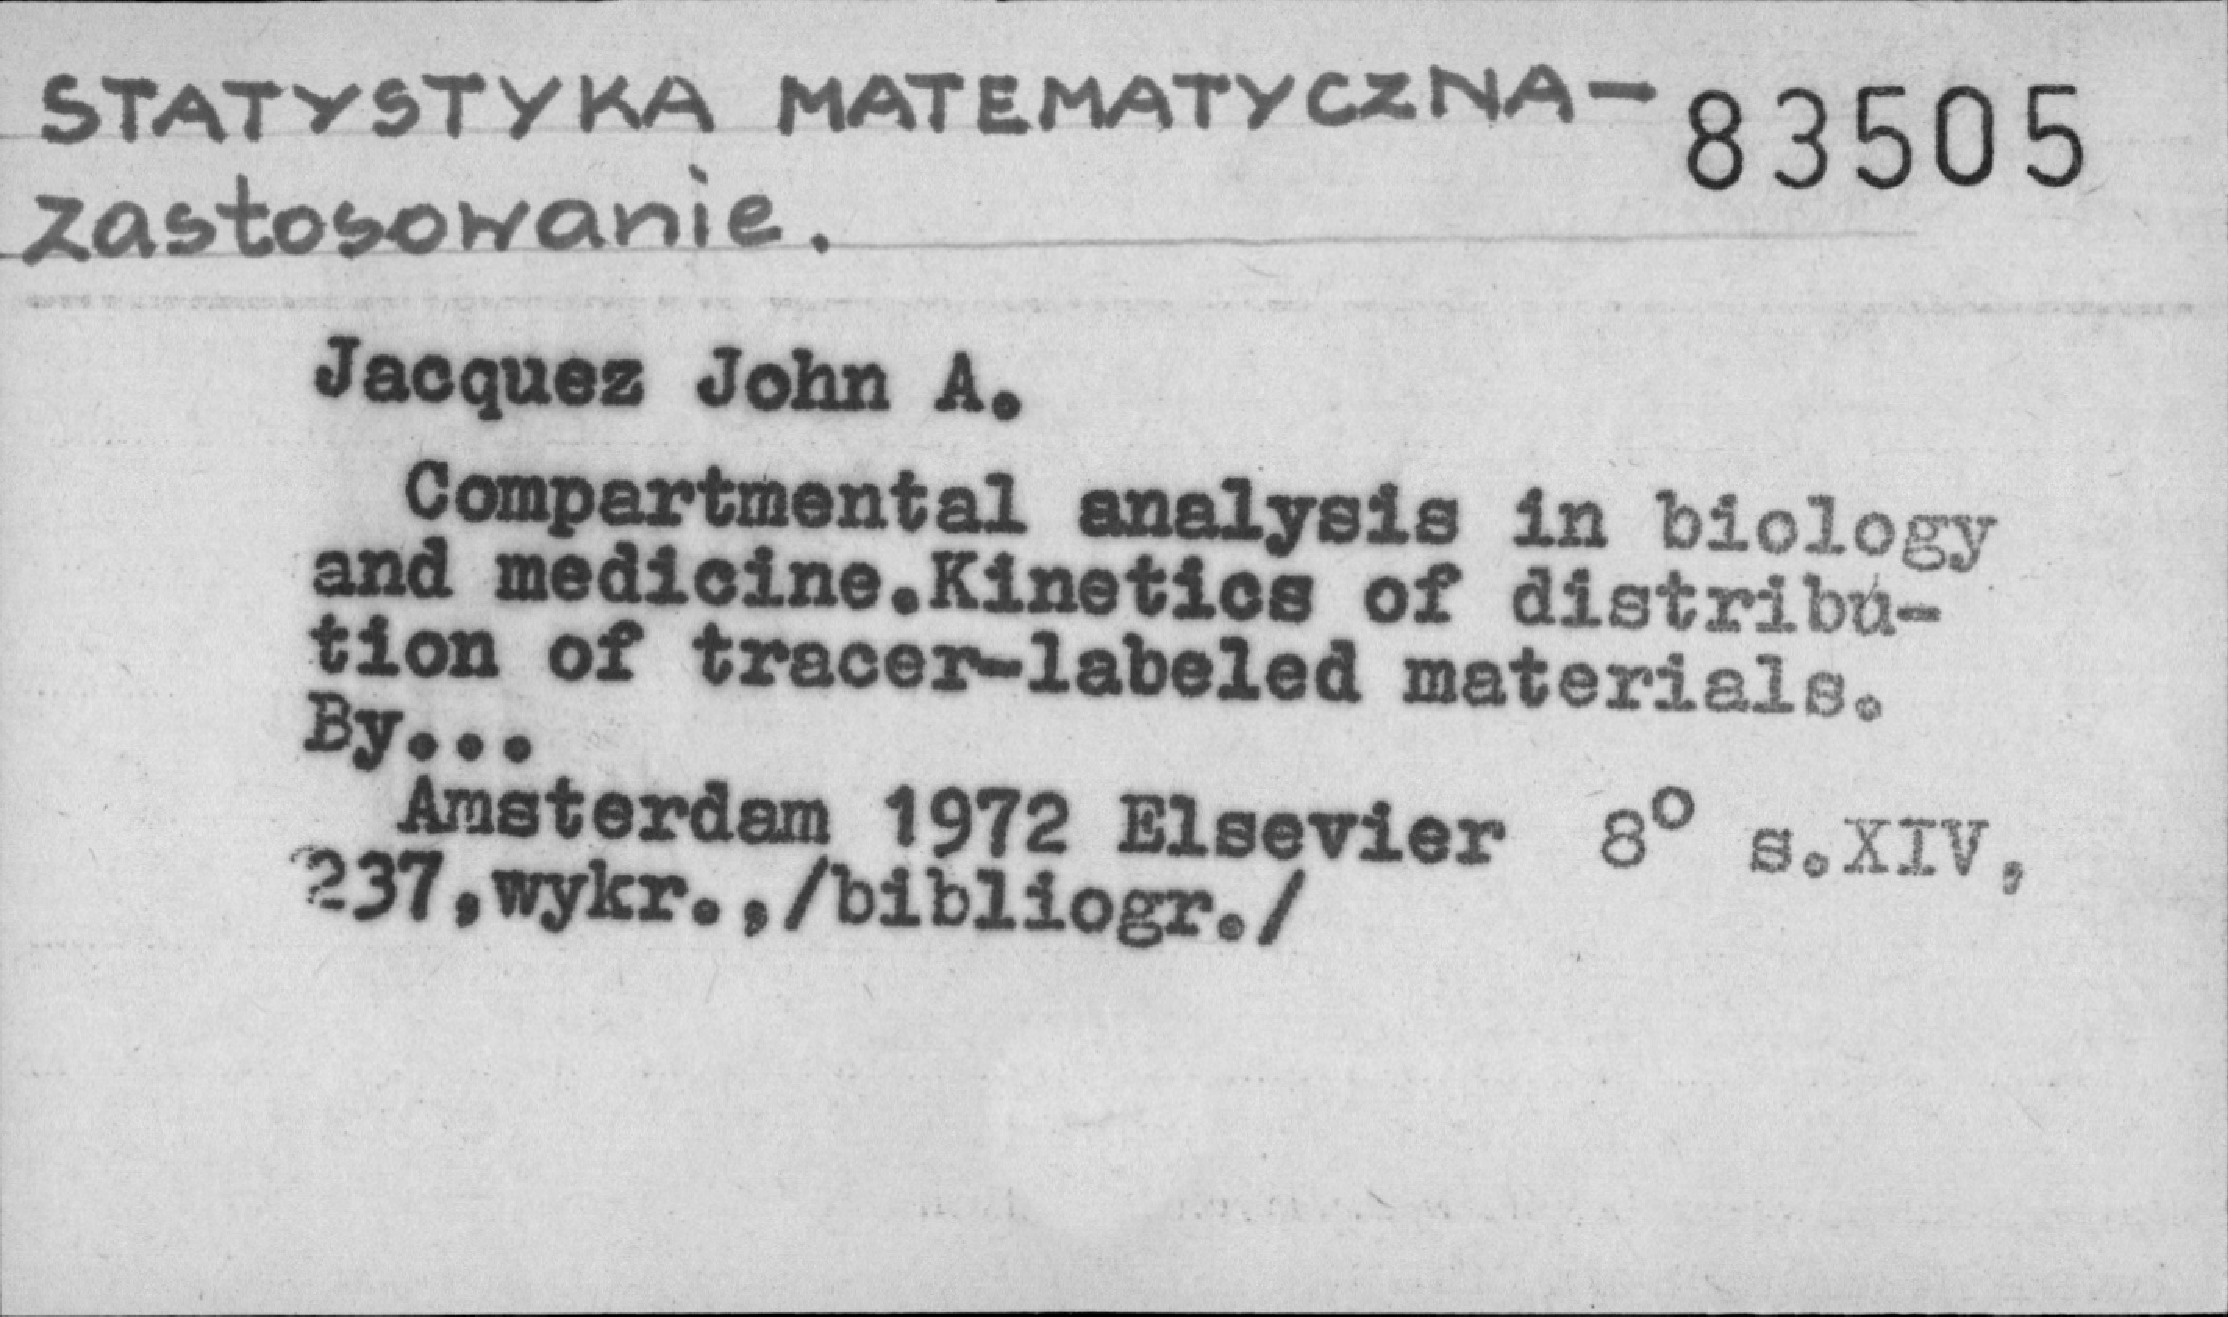 STATYSTYKA MATEMATYCZNA- 83505
zastosowanie.
Jacquez John A.
Compartmental analysis in biology
and medicine.Kinetics of distribu-
tion of tracer-labeled materials.
By...
Amsterdam 1972 Elsevier 8° s.XIV,
237,wykr.,/bibliogr./